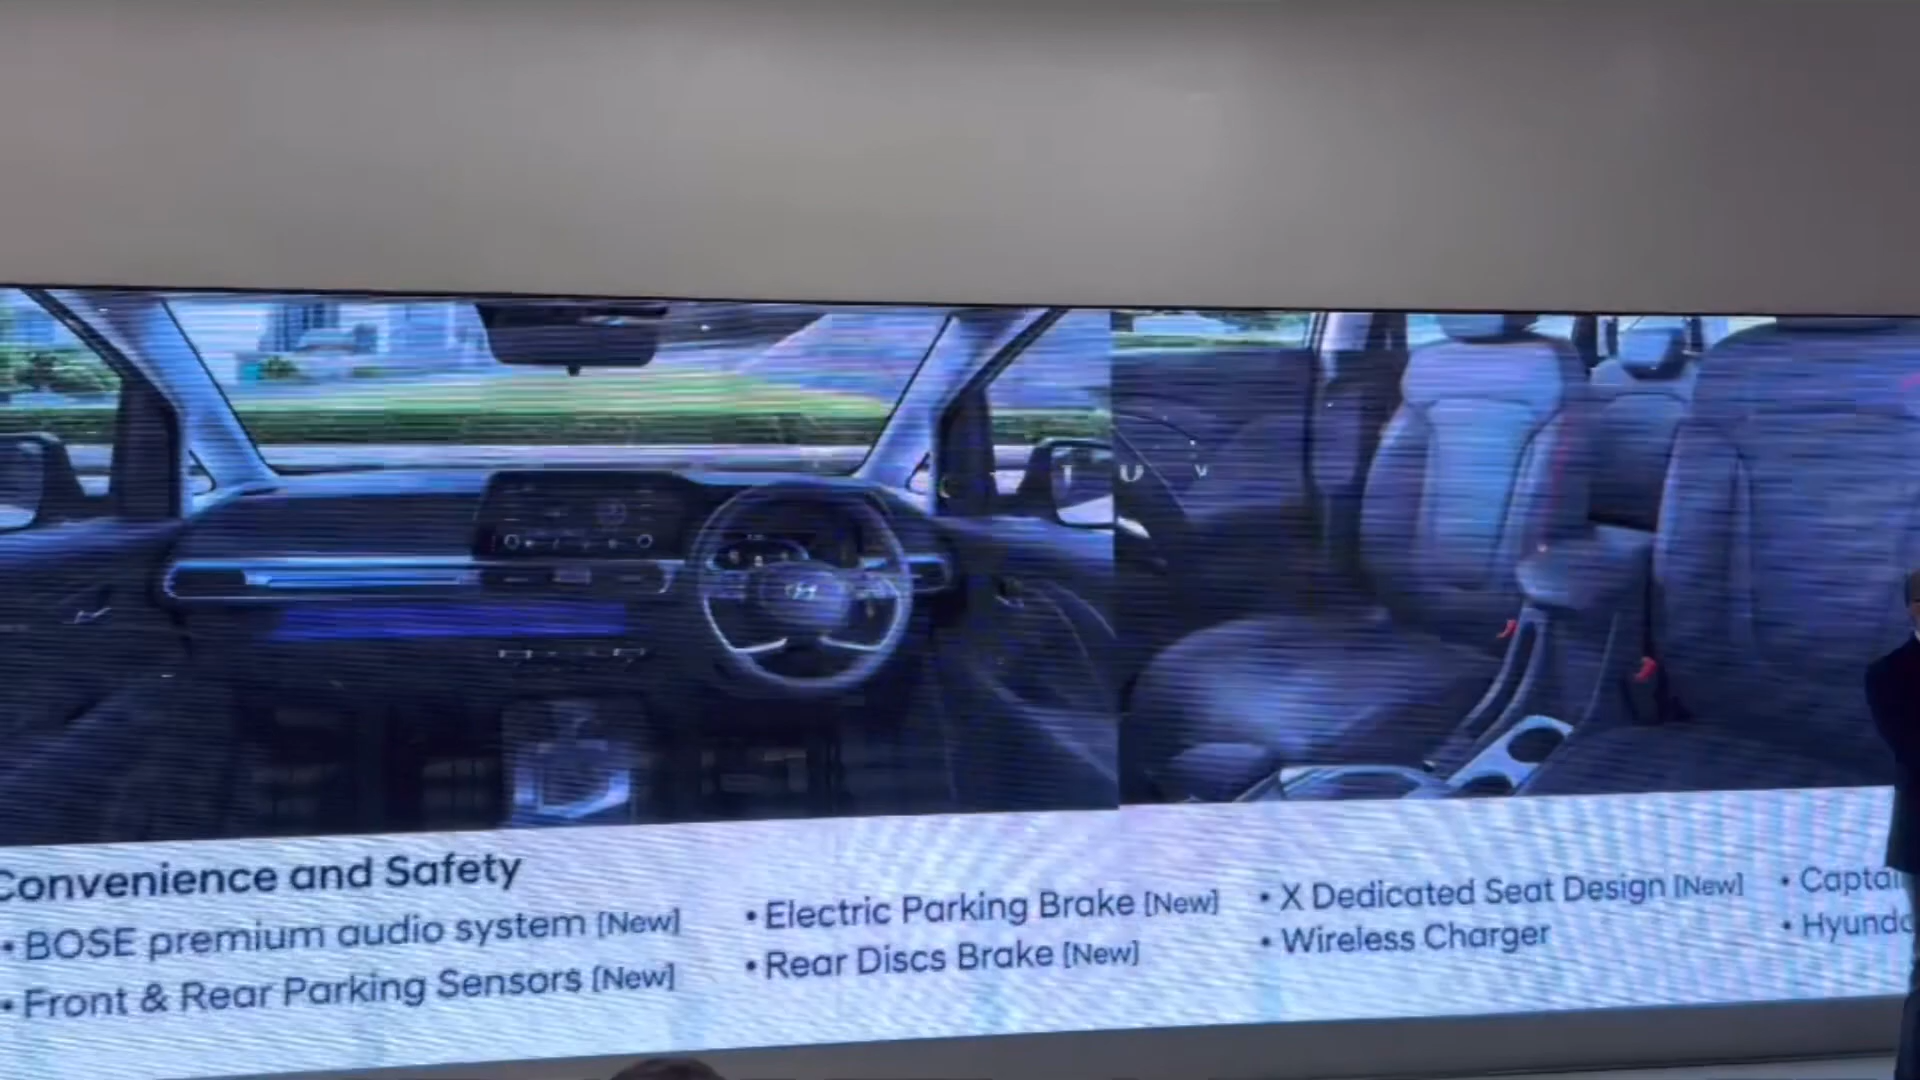 Convenience and Safety
• BOSE premium audio system [New]
• Front & Rear Parking Sensors [New]
• Electric Parking Brake [New]
• Rear Discs Brake [New]
• X Dedicated Seat Design [New]
• Wireless Charger